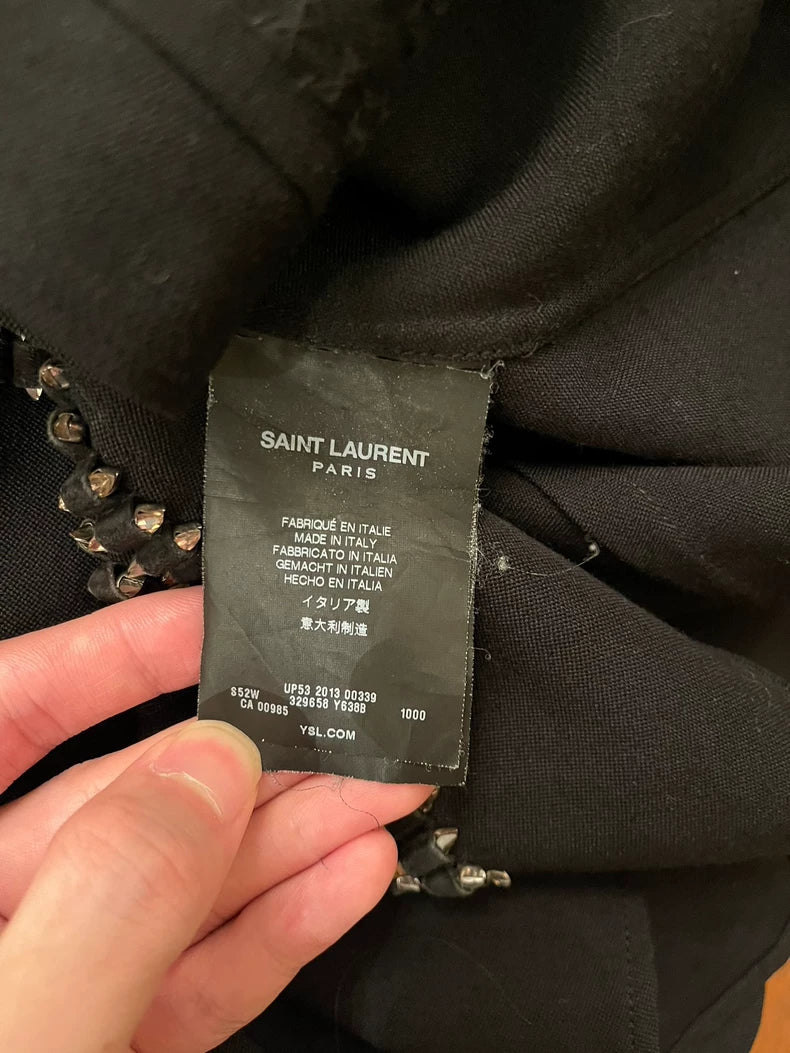 SAINT LAURENT
PARIS
FABRIQUÉ EN ITALIE
MADE IN ITALY
FABBRICATO IN ITALIA
GEMACHT IN ITALIEN
HECHO EN ITALIA
イタリア製
意大利制造
S52W UP53 2013 00339
CA 00985 329658 Y638B 1000
YSL.COM